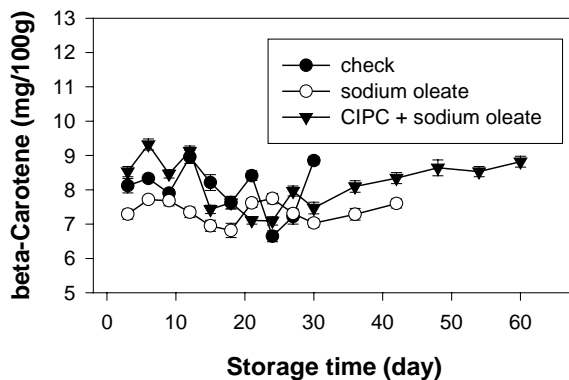 13
12
11
10
9
8
7
6
5
beta-Carotene (mg/100g)
check
sodium oleate
CIPC + sodium oleate
0 10 20 30 40 50 60
Storage time (day)